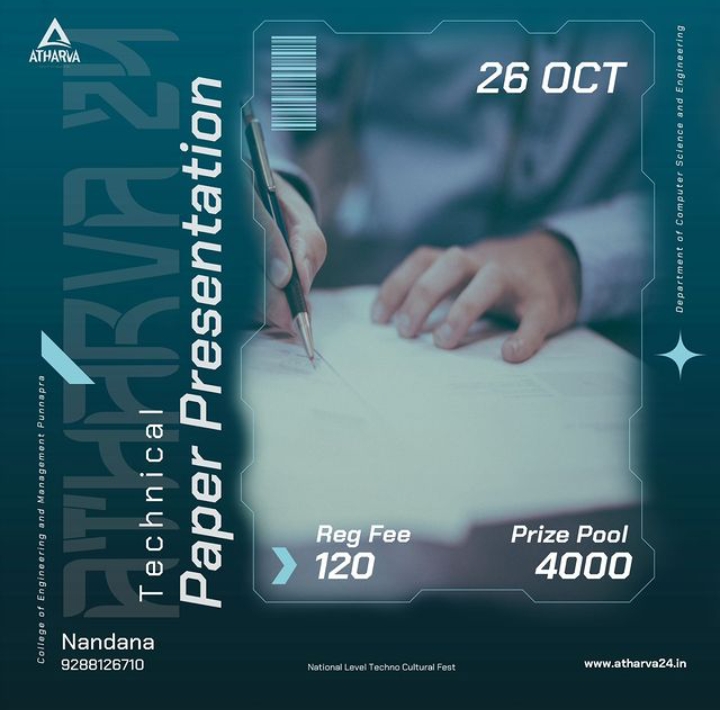 ATHARVA
ATHARVA 24
Technical
Paper Presentation
26 OCT
Department of Computer Science and Engineering
College of Engineering and Management Punnapra
Reg Fee
120
Prize Pool
4000
Nandana
9288126710
National Level Techno Cultural Fest
www.atharva24.in